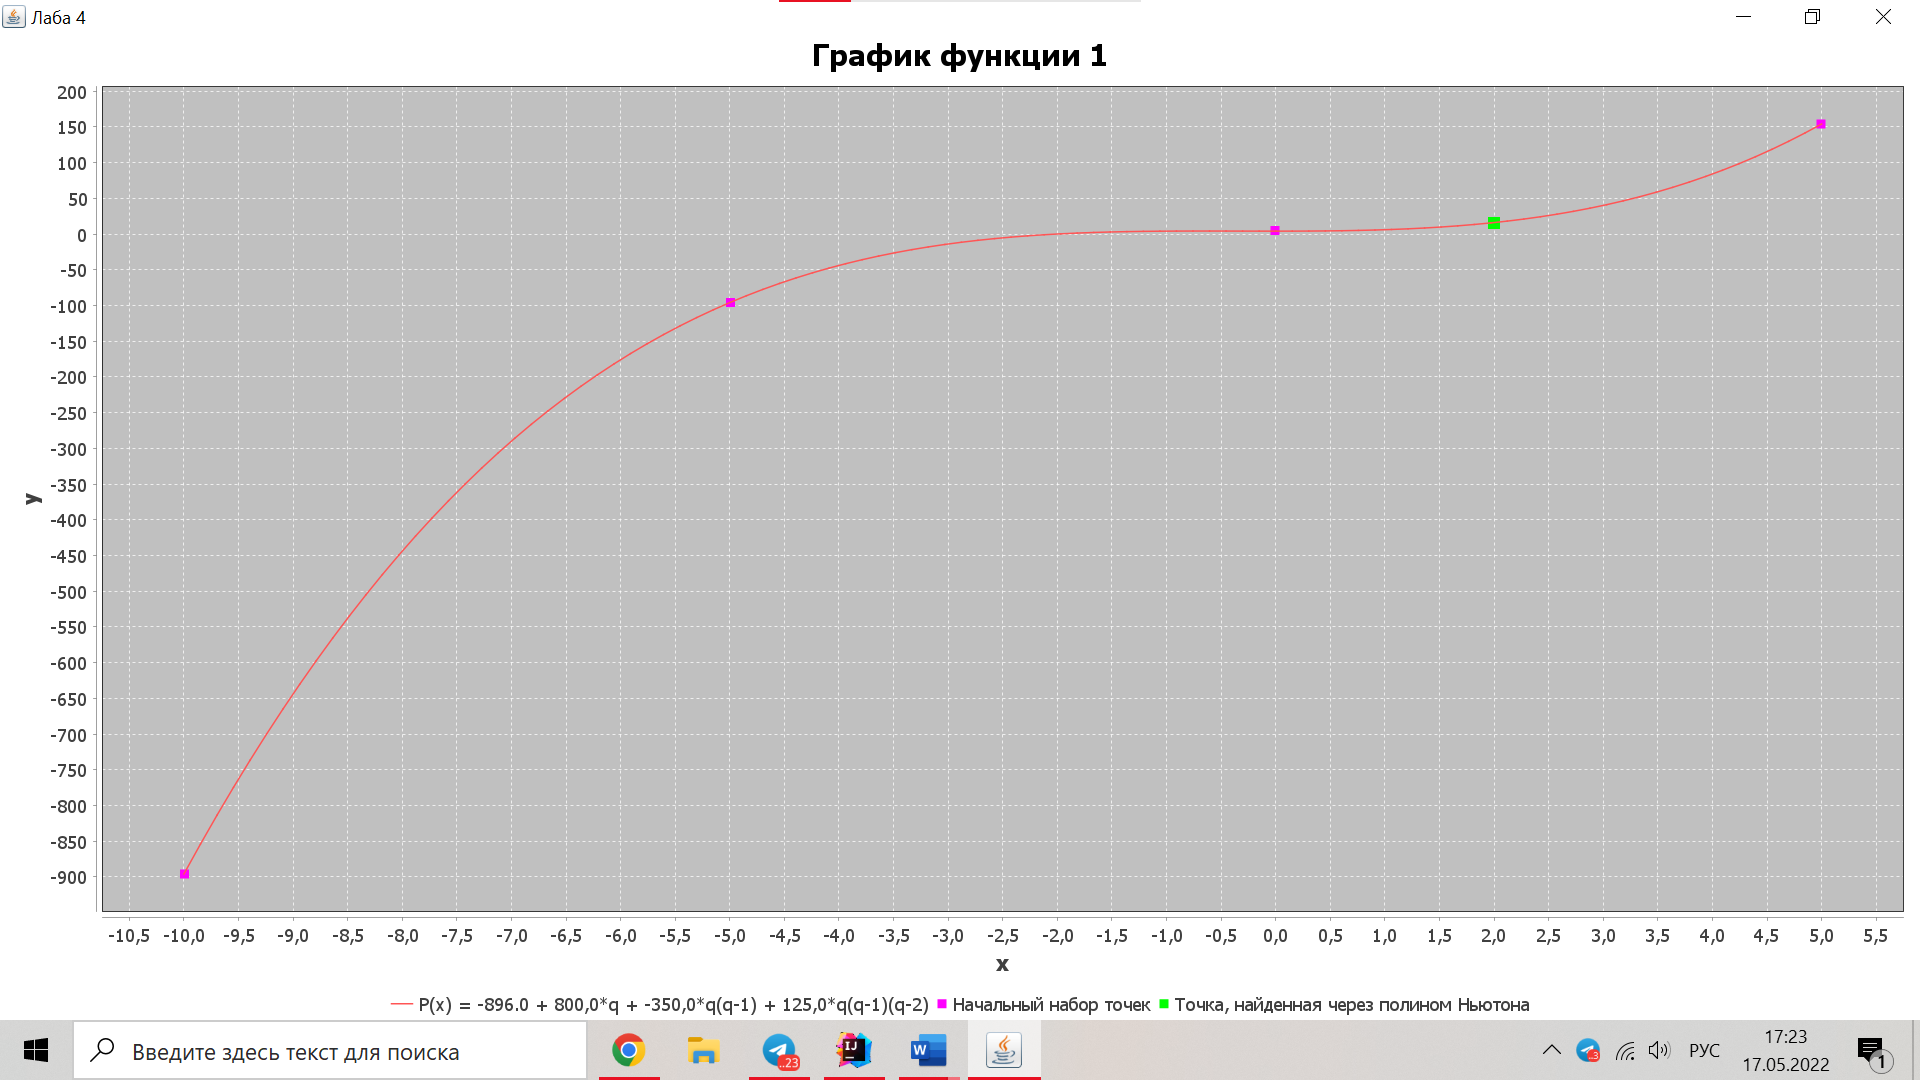 Лаба 4
График функции 1
200
150
100
50
0
-50
-100
-150
-200
-250
-300
-350
-400
-450
-500
-550
-600
-650
-700
-750
-800
-850
-900
y
-10,5 -10,0 -9,5 -9,0 -8,5 -8,0 -7,5 -7,0 -6,5 -6,0 -5,5 -5,0 -4,5 -4,0 -3,5 -3,0 -2,5 -2,0 -1,5 -1,0 -0,5 0,0 0,5 1,0 1,5 2,0 2,5 3,0 3,5 4,0 4,5 5,0 5,5
x
P(x) = -896.0 + 800,0*q + -350,0*q(q-1) + 125,0*q(q-1)(q-2) Начальный набор точек Точка, найденная через полином Ньютона
Введите здесь текст для поиска
..23
IJ
W
РУС
17:23
17.05.2022
1